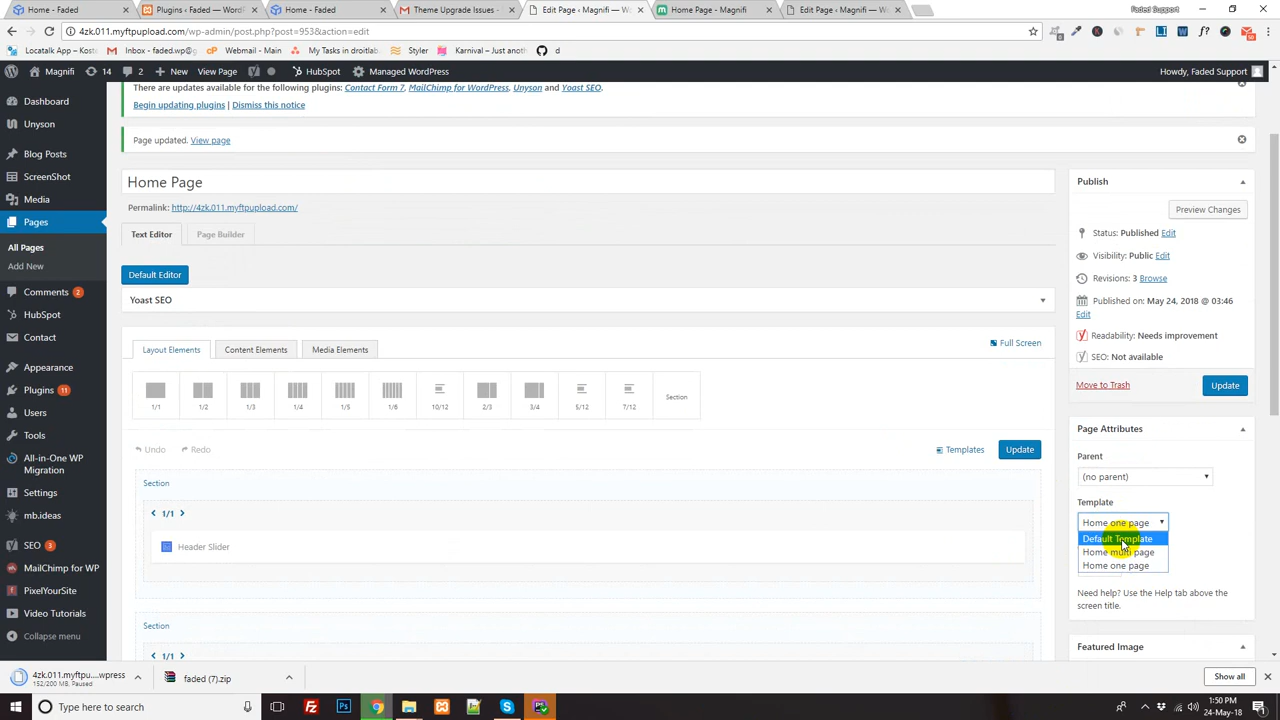 Home - Faded
Plugins ‹ Magnifi — WordP
Home - Faded
Theme Upgrade Issues -
Edit Page ‹ Magnifi — W
Home Page - Magnifi
Edit Page ‹ Magnifi — Wo
4zk.011.myftpupload.com/wp-admin/post.php?post=953&action=edit
Locatalk App - Contest
Inbox - faded.wp@g
Webmail - Main
My Tasks in
Styler
Karnival – Just anoth
d
Magnifi
14
2
New
View Page
HubSpot
Managed WordPress
Howdy, Faded Support
There are updates available for the following plugins: Contact Form 7, MailChimp for WordPress, Unyson and Yoast SEO.
Begin updating plugins | Dismiss this notice
Page updated. View page
Dashboard
Unyson
Blog Posts
ScreenShot
Media
Pages
All Pages
Add New
Comments 2
HubSpot
Contact
Appearance
Plugins 11
Users
Tools
All-in-One WP
Migration
Settings
mb.ideas
SEO 3
MailChimp for WP
PixelYourSite
Video Tutorials
Collapse menu
Home Page
Permalink: http://4zk.011.myftpupload.com/
Text Editor
Page Builder
Default Editor
Yoast SEO
Layout Elements
Content Elements
Media Elements
Full Screen
1/1
1/2
1/3
1/4
1/5
1/6
10/12
2/3
3/4
5/12
7/12
Section
Undo
Redo
Templates
Update
Section
1/1
Header Slider
Section
1/1
Publish
Preview Changes
Status: Published Edit
Visibility: Public Edit
Revisions: 3 Browse
Published on: May 24, 2018 @ 03:46
Edit
Readability: Needs improvement
SEO: Not available
Move to Trash
Update
Page Attributes
Parent
(no parent)
Template
Home one page
Default Template
Home multi page
Home one page
Need help? Use the Help tab above the
screen title.
Featured Image
4zk.011.myftpu....wpress
152/200 MB, Paused
faded (7).zip
Show all
Type here to search
1:50 PM
24-May-18